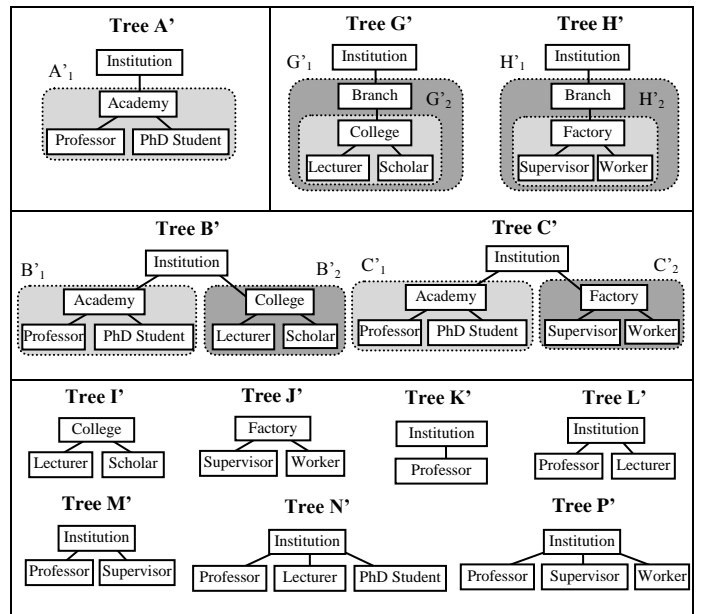 Tree A’
Institution
A’1
Academy
Professor PhD Student
Tree G’ Tree H’
Institution Institution
G’1 H’1
Branch G’2 Branch H’2
College Factory
Lecturer Scholar Supervisor Worker
Tree B’ Tree C’
Institution Institution
B’1 B’2 C’1 C’2
Academy College Academy Factory
Professor PhD Student Lecturer Scholar Professor PhD Student Supervisor Worker
Tree I’ Tree J’ Tree K’ Tree L’
College Factory Institution Institution
Lecturer Scholar Supervisor Worker Professor Professor Lecturer
Tree M’ Tree N’ Tree P’
Institution Institution Institution
Professor Supervisor Professor Lecturer PhD Student Professor Supervisor Worker